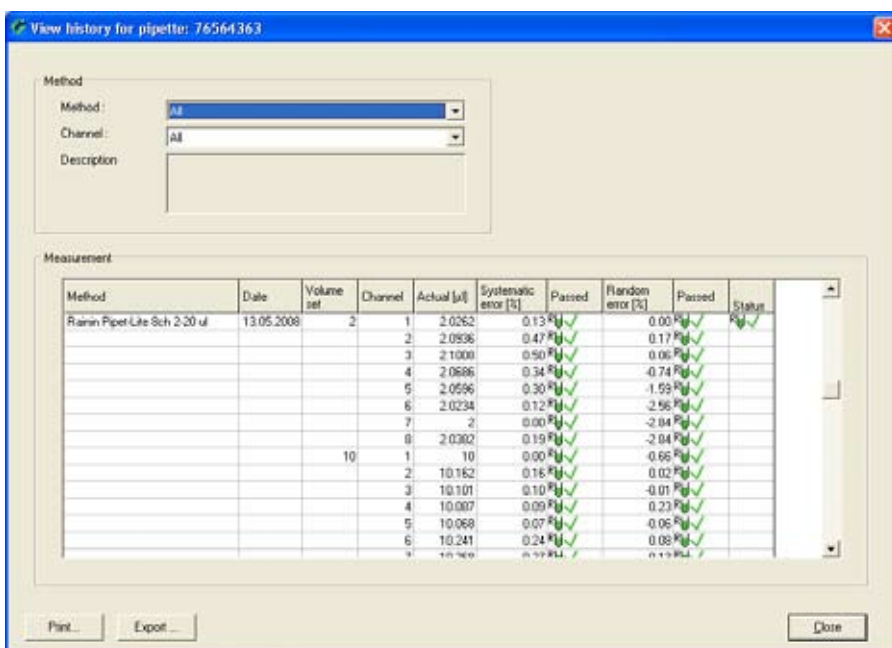 View history for pipette: 76564363
Method
Method : All
Channel : All
Description
Measurement
Method Date Volume set Channel Actual [µl] Systematic error [%] Passed Random error [%] Passed Status
Rainin Pipet-Lite 8ch 2-20 ul 13.05.2008 2 1 2.0262 0.13 0.00
2 2.0936 0.47 0.17
3 2.1008 0.50 0.06
4 2.0686 0.34 -0.74
5 2.0596 0.30 -1.59
6 2.0234 0.12 -2.56
7 2 0.00 -2.84
8 2.0382 0.19 -2.84
10 1 10 0.00 -0.66
2 10.162 0.16 0.02
3 10.101 0.10 -0.01
4 10.087 0.09 0.23
5 10.068 0.07 -0.06
6 10.241 0.24 0.08
Print... Export ... Close